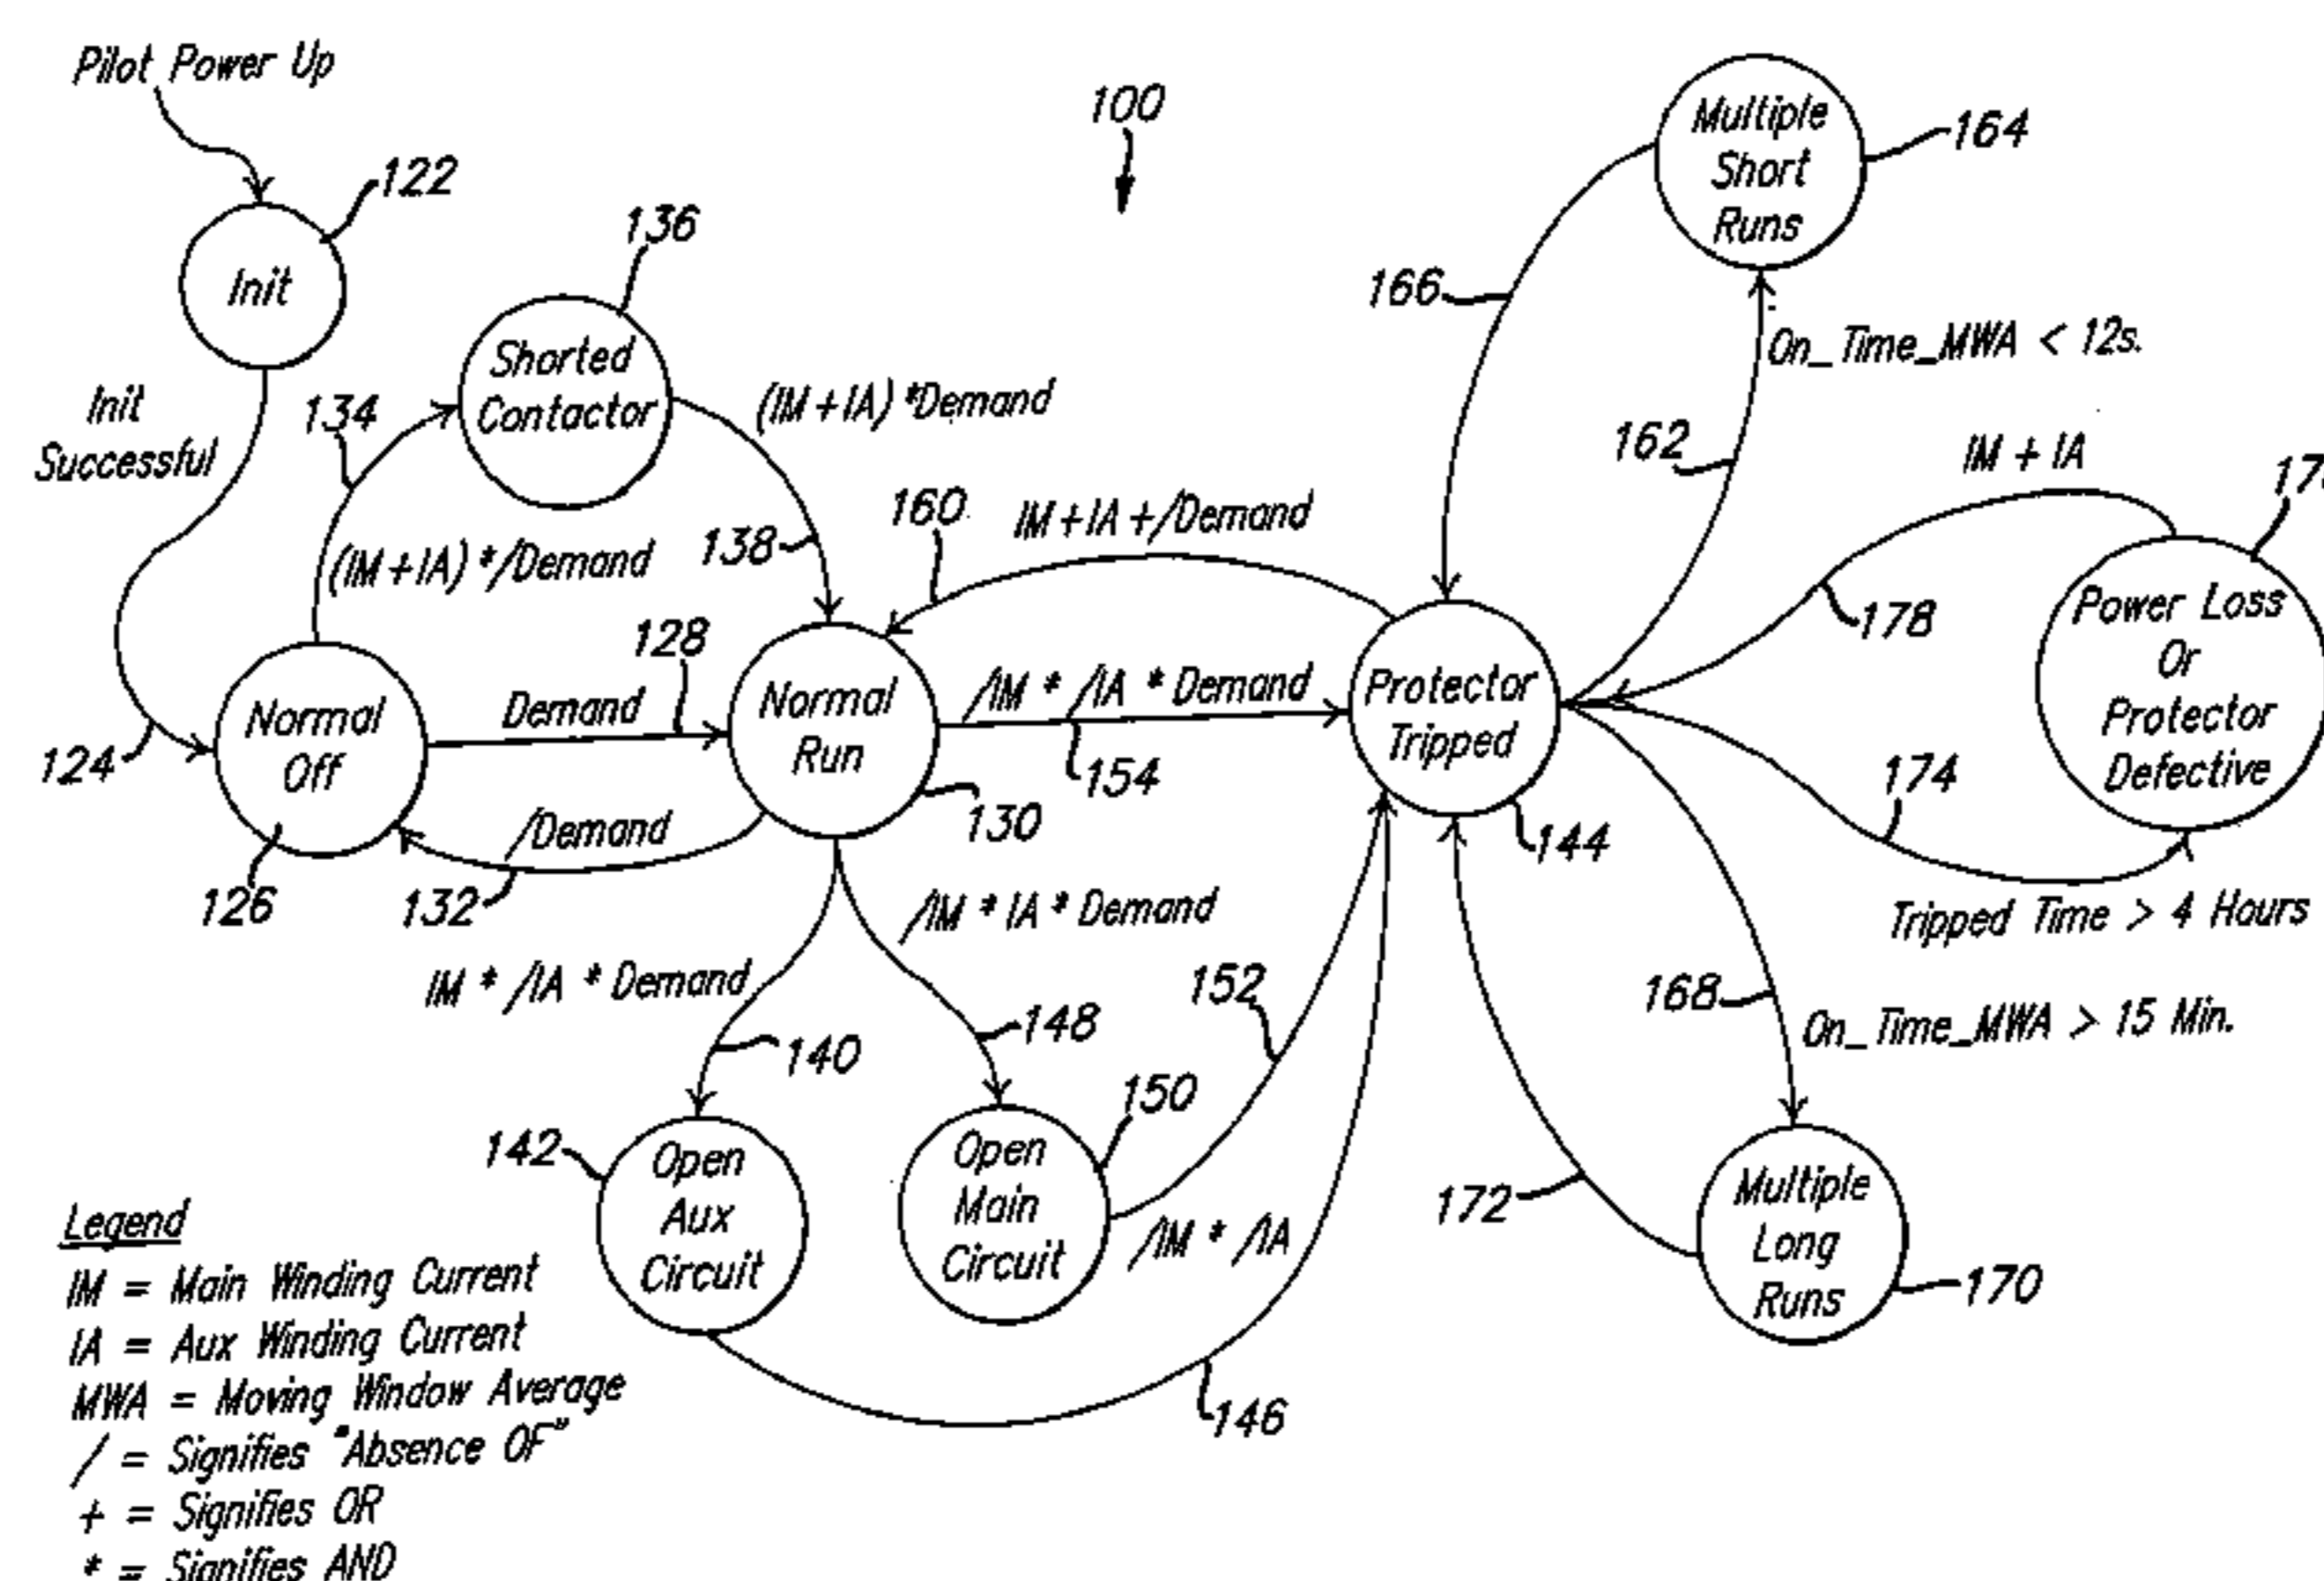 Pilot Power Up
100
Multiple
Short
Runs
164
122
Init
136
Shorted
Contactor
Init
Successful
134
(IM + IA) *Demand
166
On_Time_MWA < 12s.
162
IM + IA
(IM + IA) */Demand
138
160
IM + IA + /Demand
178
Power Loss
Or
Protector
Defective
128
Demand
Normal
Off
124
126
Normal
Run
130
/IM * /IA * Demand
154
Protector
Tripped
144
174
/Demand
132
Tripped Time > 4 Hours
IM * /IA * Demand
140
/IM * IA * Demand
148
152
168
On_Time_MWA > 15 Min.
142
Open
Aux
Circuit
150
Open
Main
Circuit
/IM * /IA
146
172
Multiple
Long
Runs
170
Legend
IM = Main Winding Current
IA = Aux Winding Current
MWA = Moving Window Average
/ = Signifies "Absence OF"
+ = Signifies OR
* = Signifies AND